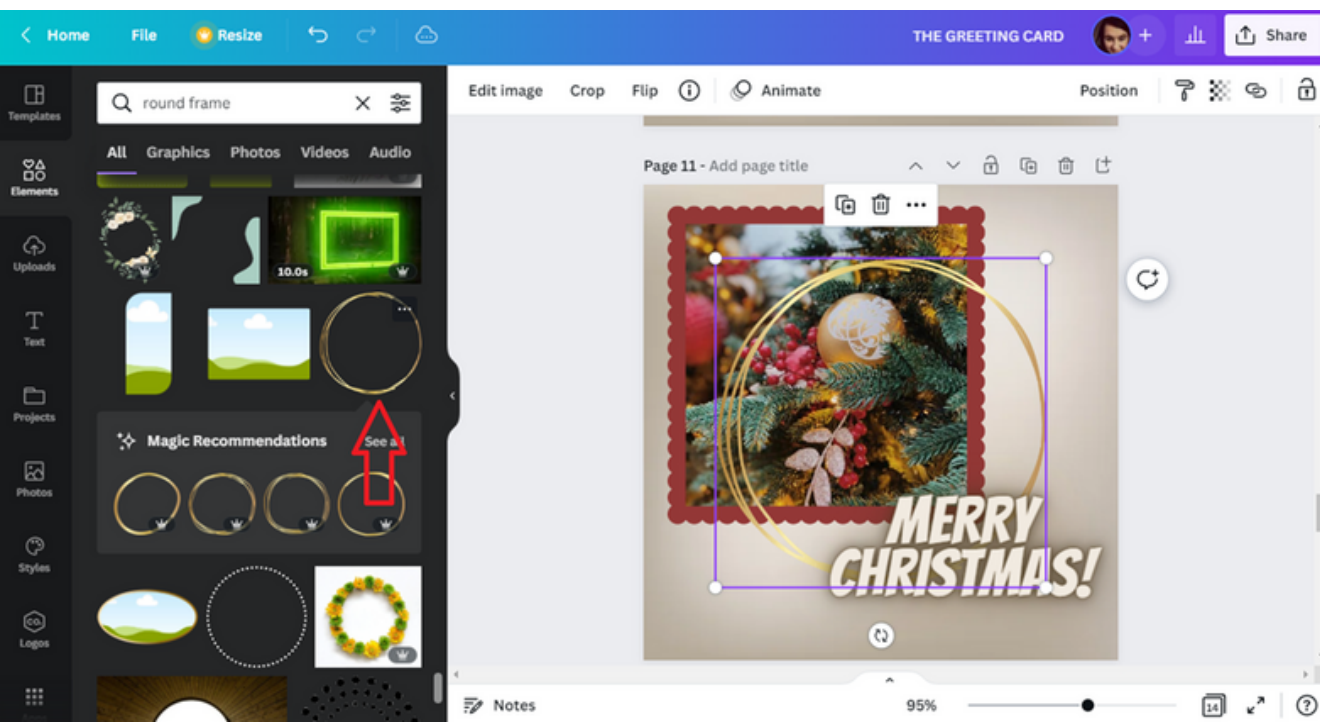 Home File Resize THE GREETING CARD + Share
Templates
Elements
Uploads
Text
Projects
Photos
Styles
CO.
Logos
round frame
All Graphics Photos Videos Audio
10.0s
Magic Recommendations See all
Edit image Crop Flip Animate Position
Page 11 - Add page title
MERRY
CHRISTMAS!
Notes 95% 14 ?